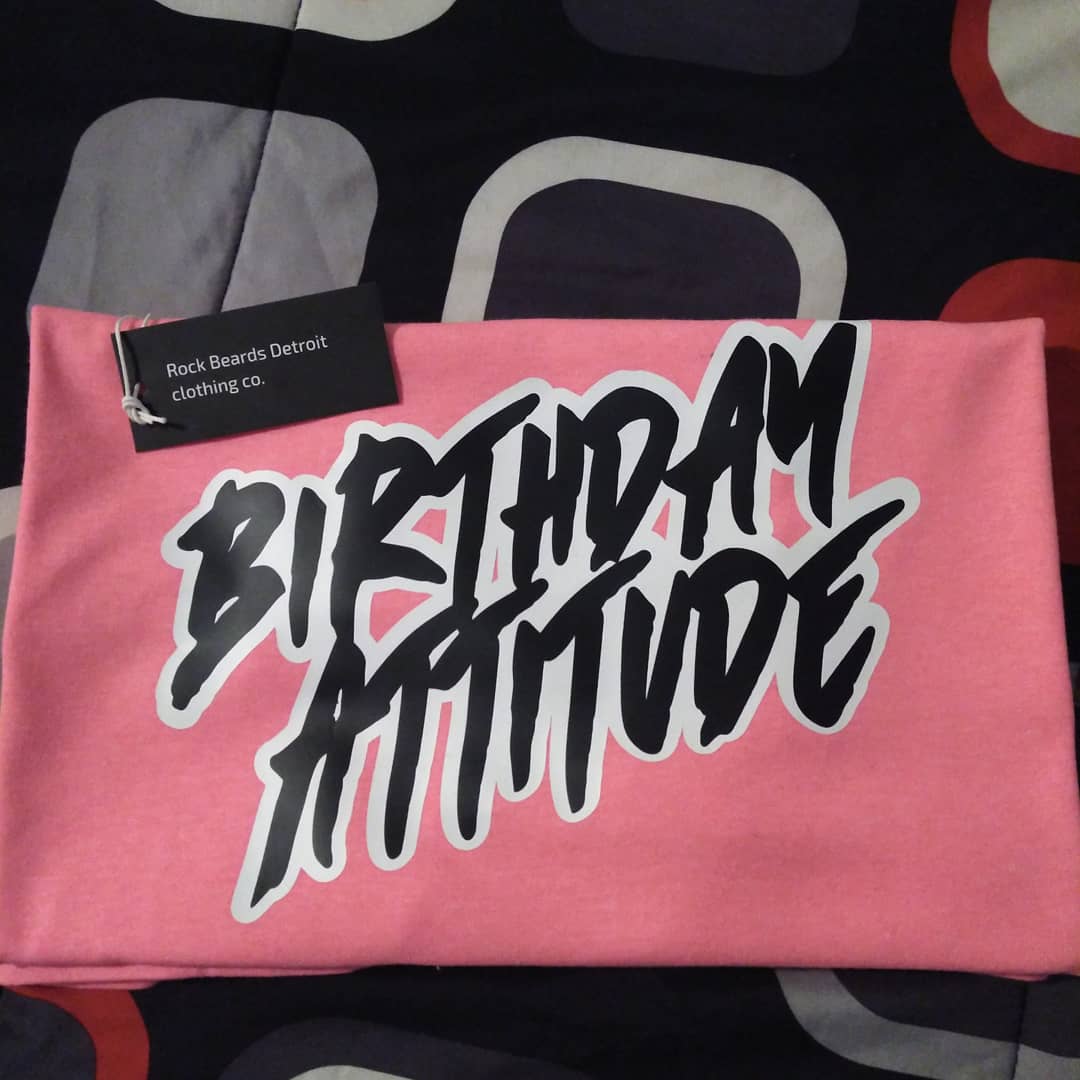 Rock Beards Detroit
clothing co.
BIRTHDAY
ATTITUDE